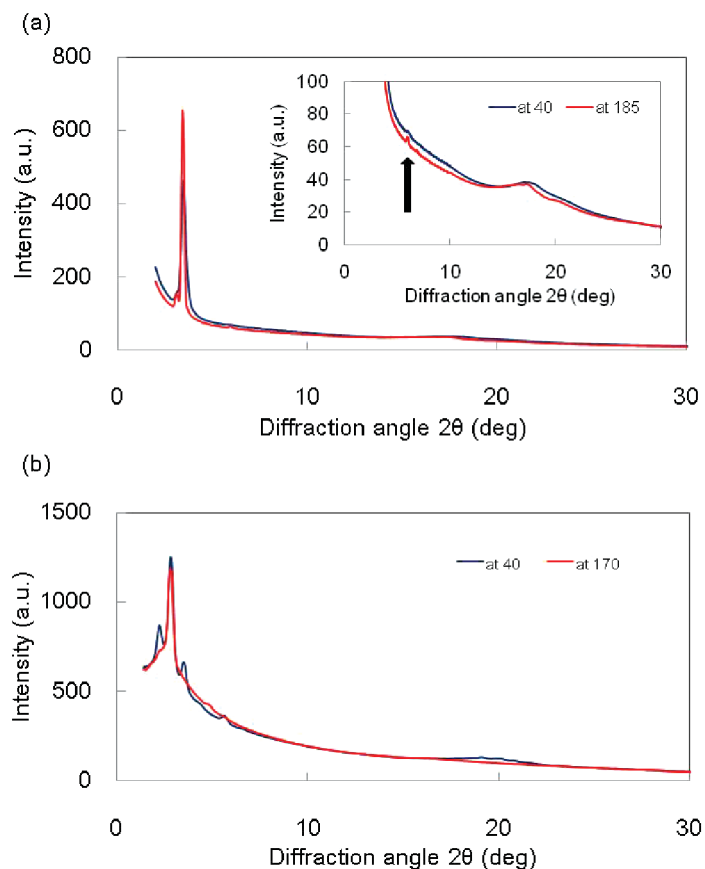 (a)
800
600
400
200
0
0
10
20
30
Intensity (a.u.)
Diffraction angle 2θ (deg)
100
80
60
40
20
0
0
10
20
30
Intensity (a.u.)
Diffraction angle 2θ (deg)
at 40
at 185
(b)
1500
1000
500
0
0
10
20
30
Intensity (a.u.)
Diffraction angle 2θ (deg)
at 40
at 170